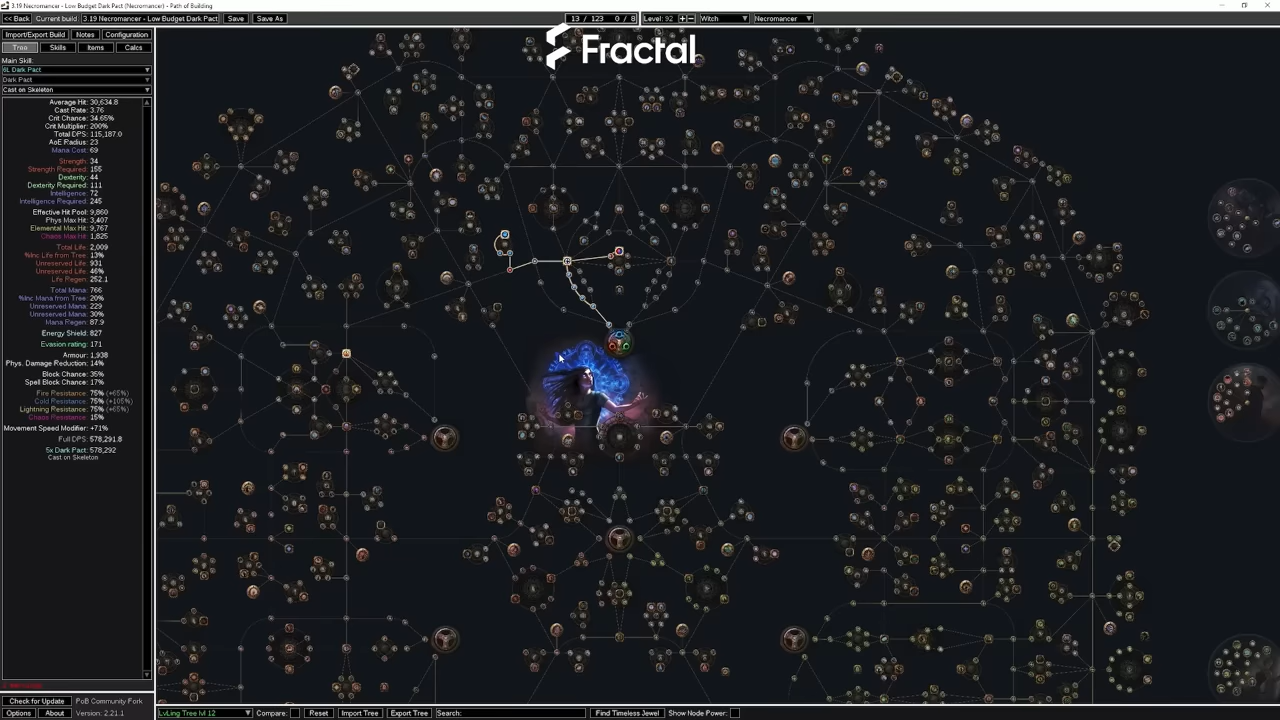 3.19 Necromancer - Low Budget Dark Pact (Necromancer) - Path of Building
<< Back Current build: 3.19 Necromancer - Low Budget Dark Pact Save Save As 13 / 123 0 / 8 Level: 92 + - Witch Necromancer
Fractal
Import/Export Build Notes Configuration
Tree Skills Items Calcs
Main Skill:
6L Dark Pact
Dark Pact
Cast on Skeleton
Average Hit: 30,634.8
Cast Rate: 3.76
Crit Chance: 34.65%
Crit Multiplier: 200%
Total DPS: 115,187.0
AoE Radius: 23
Mana Cost: 69
Strength: 34
Strength Required: 155
Dexterity: 44
Dexterity Required: 111
Intelligence: 72
Intelligence Required: 245
Effective Hit Pool: 9,860
Phys Max Hit: 3,407
Elemental Max Hit: 9,767
Chaos Max Hit: 1,825
Total Life: 2,009
%Inc Life from Tree: 13%
Unreserved Life: 931
Unreserved Life: 46%
Life Regen: 252.1
Total Mana: 766
%Inc Mana from Tree: 20%
Unreserved Mana: 229
Unreserved Mana: 30%
Mana Regen: 87.9
Energy Shield: 827
Evasion rating: 171
Armour: 1,938
Phys. Damage Reduction: 14%
Block Chance: 35%
Spell Block Chance: 17%
Fire Resistance: 75% (+65%)
Cold Resistance: 75% (+105%)
Lightning Resistance: 75% (+65%)
Chaos Resistance: 15%
Movement Speed Modifier: +71%
Full DPS: 578,291.8
5x Dark Pact: 578,292
Cast on Skeleton
Check for Update PoB Community Fork
Options About Version: 2.21.1
LvLing Tree lvl 12 Compare: Reset Import Tree Export Tree Search: Find Timeless Jewel Show Node Power: